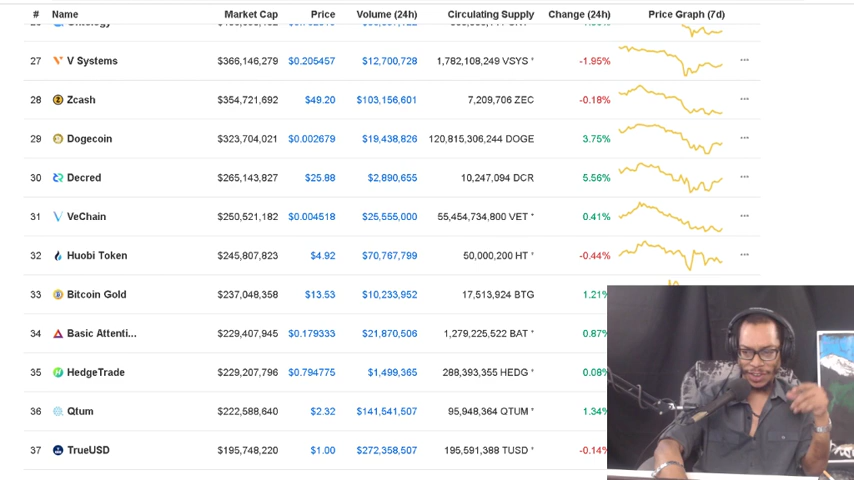 # Name Market Cap Price Volume (24h) Circulating Supply Change (24h) Price Graph (7d)
27 V Systems $366,146,279 $0.205457 $12,700,728 1,782,108,249 VSYS * -1.95% ...
28 Zcash $354,721,692 $49.20 $103,156,601 7,209,706 ZEC -0.18% ...
29 Dogecoin $323,704,021 $0.002679 $19,438,826 120,815,306,244 DOGE 3.75% ...
30 Decred $265,143,827 $25.88 $2,890,655 10,247,094 DCR 5.56% ...
31 VeChain $250,521,182 $0.004518 $25,555,000 55,454,734,800 VET * 0.41% ...
32 Huobi Token $245,807,823 $4.92 $70,767,799 50,000,200 HT * -0.44% ...
33 Bitcoin Gold $237,048,358 $13.53 $10,233,952 17,513,924 BTG 1.21%
34 Basic Attenti... $229,407,945 $0.179333 $21,870,506 1,279,225,522 BAT * 0.87%
35 HedgeTrade $229,207,796 $0.794775 $1,499,365 288,393,355 HEDG * 0.08%
36 Qtum $222,588,640 $2.32 $141,541,507 95,948,364 QTUM * 1.34%
37 TrueUSD $195,748,220 $1.00 $272,358,507 195,591,388 TUSD * -0.14%